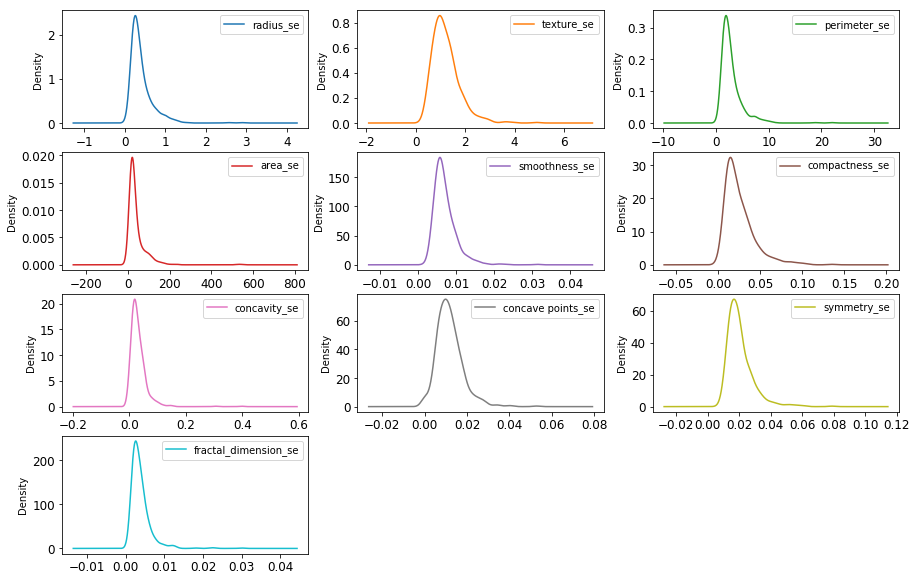 radius_se
Density
2
1
0
−1 0 1 2 3 4
texture_se
Density
0.8
0.6
0.4
0.2
0.0
−2 0 2 4 6
perimeter_se
Density
0.3
0.2
0.1
0.0
−10 0 10 20 30
area_se
Density
0.020
0.015
0.010
0.005
0.000
−200 0 200 400 600 800
smoothness_se
Density
150
100
50
0
−0.01 0.00 0.01 0.02 0.03 0.04
compactness_se
Density
30
20
10
0
−0.05 0.00 0.05 0.10 0.15 0.20
concavity_se
Density
20
15
10
5
0
−0.2 0.0 0.2 0.4 0.6
concave points_se
Density
60
40
20
0
−0.02 0.00 0.02 0.04 0.06 0.08
symmetry_se
Density
60
40
20
0
−0.02 0.00 0.02 0.04 0.06 0.08 0.10 0.12
fractal_dimension_se
Density
200
100
0
−0.01 0.00 0.01 0.02 0.03 0.04